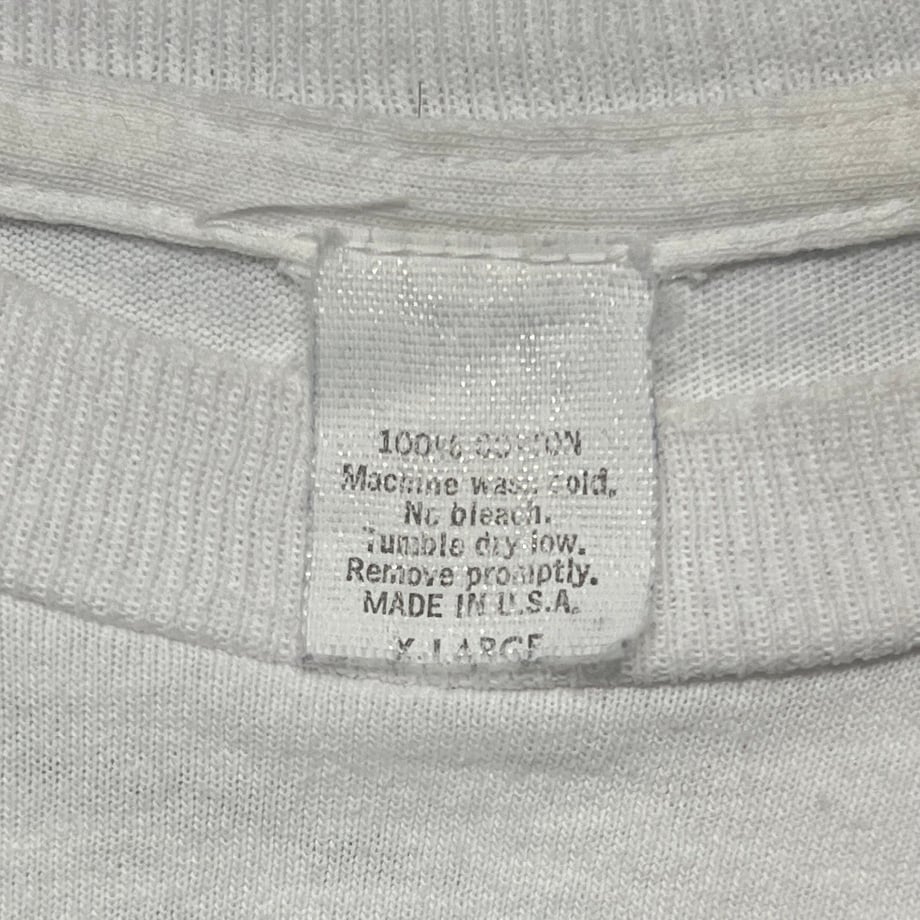 100% COTTON
Machine wash cold.
No bleach.
Tumble dry low.
Remove promptly.
MADE IN U.S.A.
X-LARGE